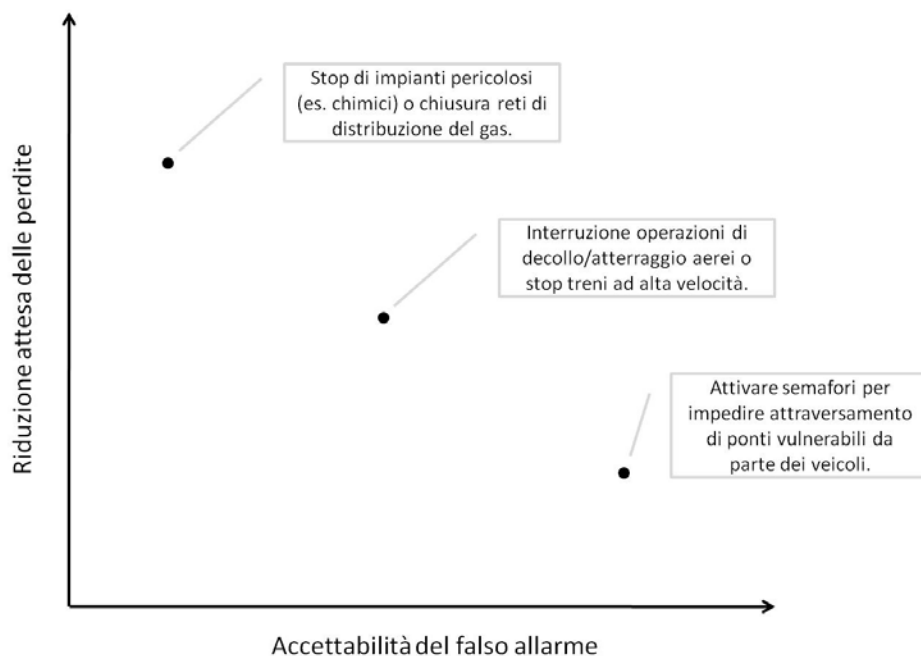 Riduzione attesa delle perdite
Stop di impianti pericolosi
(es. chimici) o chiusura reti di
distribuzione del gas.
Interruzione operazioni di
decollo/atterraggio aerei o
stop treni ad alta velocità.
Attivare semafori per
impedire attraversamento
di ponti vulnerabili da
parte dei veicoli.
Accettabilità del falso allarme